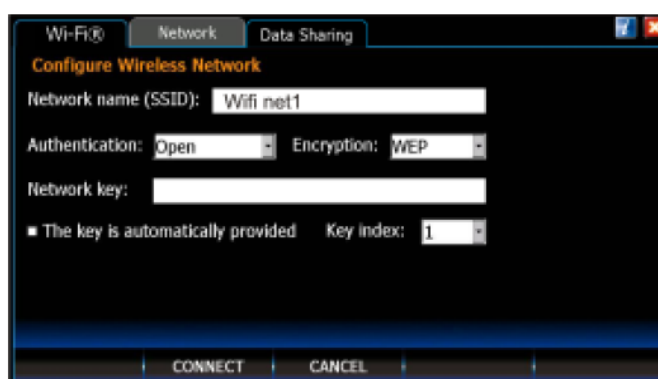 Wi-Fi® Network Data Sharing
Configure Wireless Network
Network name (SSID): Wifi net1
Authentication: Open Encryption: WEP
Network key:
The key is automatically provided Key index: 1
CONNECT CANCEL